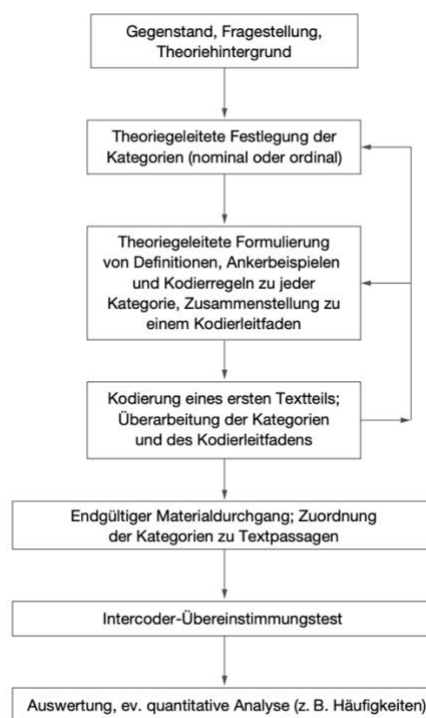 Gegenstand, Fragestellung,
Theoriehintergrund
Theoriegeleitete Festlegung der
Kategorien (nominal oder ordinal)
Theoriegeleitete Formulierung
von Definitionen, Ankerbeispielen
und Kodierregeln zu jeder
Kategorie, Zusammenstellung zu
einem Kodierleitfaden
Kodierung eines ersten Textteils;
Überarbeitung der Kategorien
und des Kodierleitfadens
Endgültiger Materialdurchgang; Zuordnung
der Kategorien zu Textpassagen
Intercoder-Übereinstimmungstest
Auswertung, ev. quantitative Analyse (z. B. Häufigkeiten)